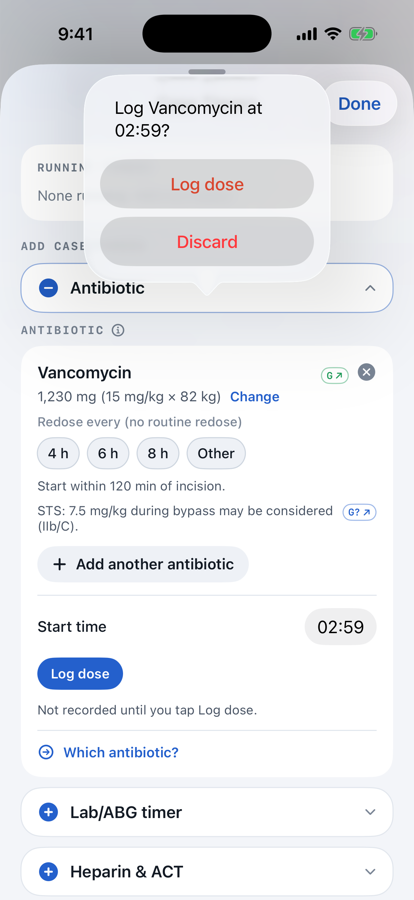 9:41
Log Vancomycin at
02:59?
Done
Log dose
Discard
RUNNIN
None ru
ADD CASE
Antibiotic
ANTIBIOTIC
Vancomycin
G ↗
1,230 mg (15 mg/kg × 82 kg) Change
Redose every (no routine redose)
4 h 6 h 8 h Other
Start within 120 min of incision.
STS: 7.5 mg/kg during bypass may be considered G? ↗
(IIb/C).
+ Add another antibiotic
Start time 02:59
Log dose
Not recorded until you tap Log dose.
Which antibiotic?
Lab/ABG timer
Heparin & ACT